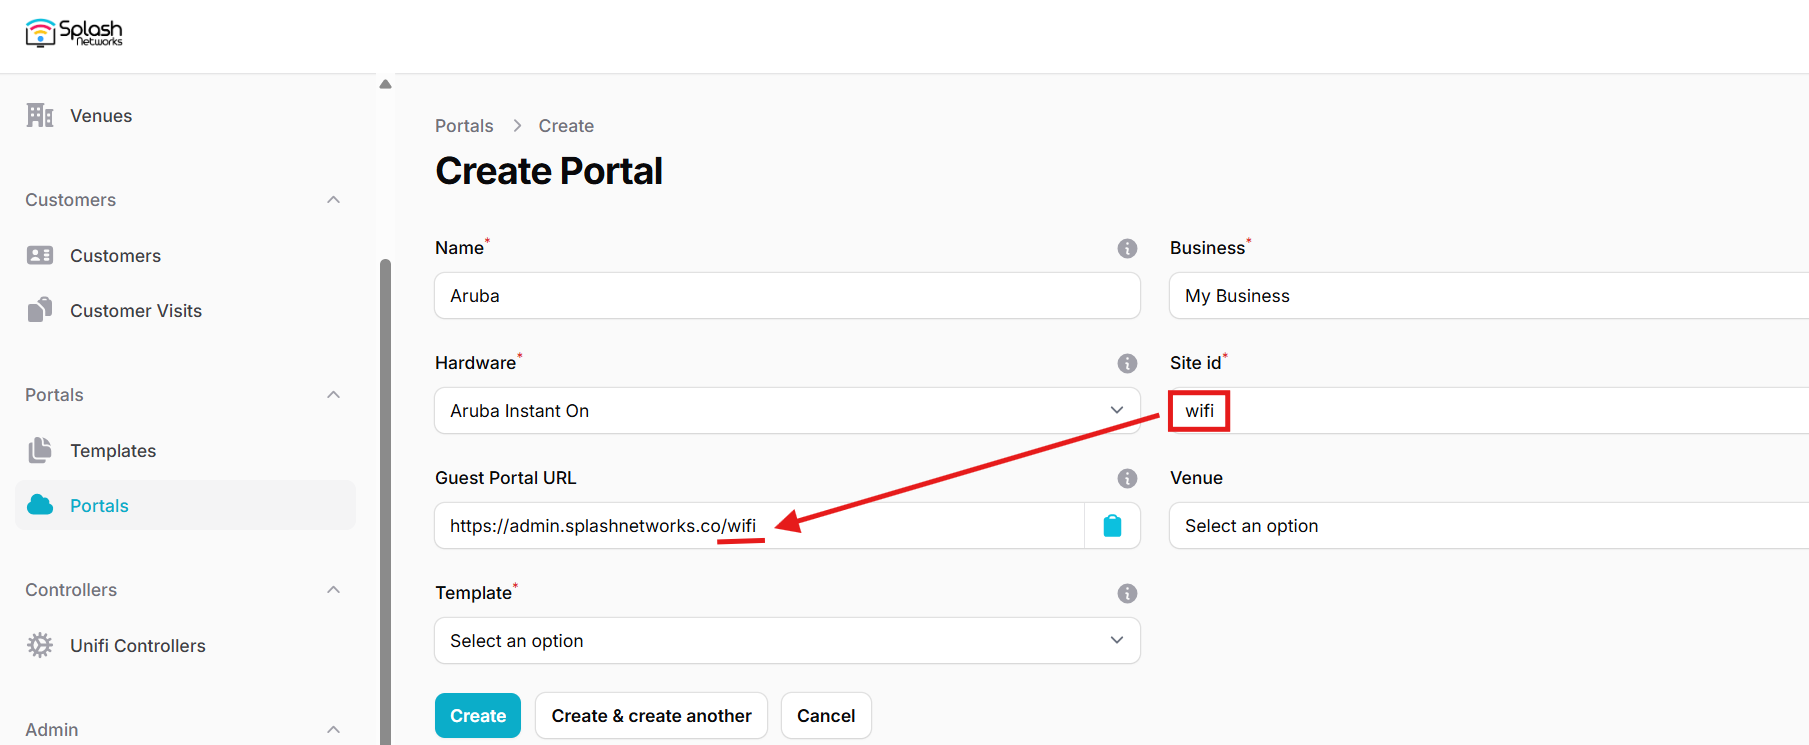 Splash
Networks
Venues
Customers
Customers
Customer Visits
Portals
Templates
Portals
Controllers
Unifi Controllers
Admin
Portals > Create
Create Portal
Name*
Aruba
Business*
My Business
Hardware*
Aruba Instant On
Site id*
wifi
Guest Portal URL
https://admin.splashnetworks.co/wifi
Venue
Select an option
Template*
Select an option
Create
Create & create another
Cancel